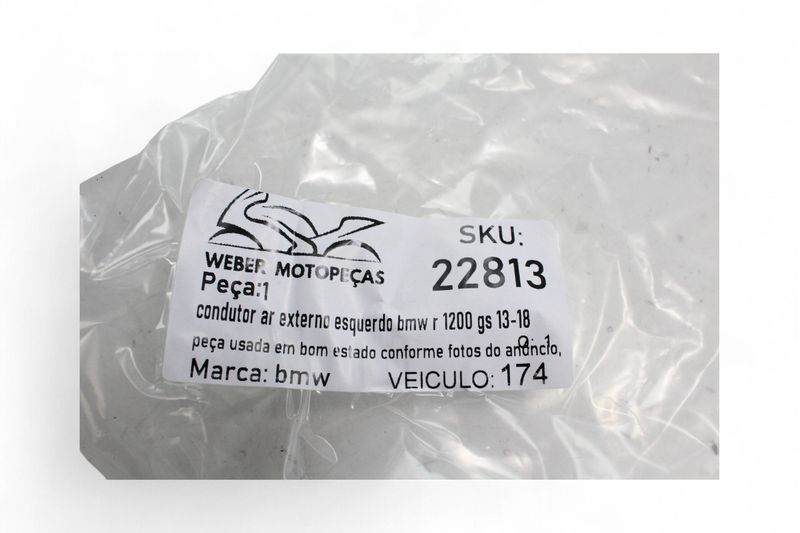 WEBER MOTOPEÇAS
SKU:
22813
Peça:1
condutor ar externo esquerdo bmw r 1200 gs 13-18
peça usada em bom estado conforme fotos do anúncio,
Marca: bmw
VEICULO: 174